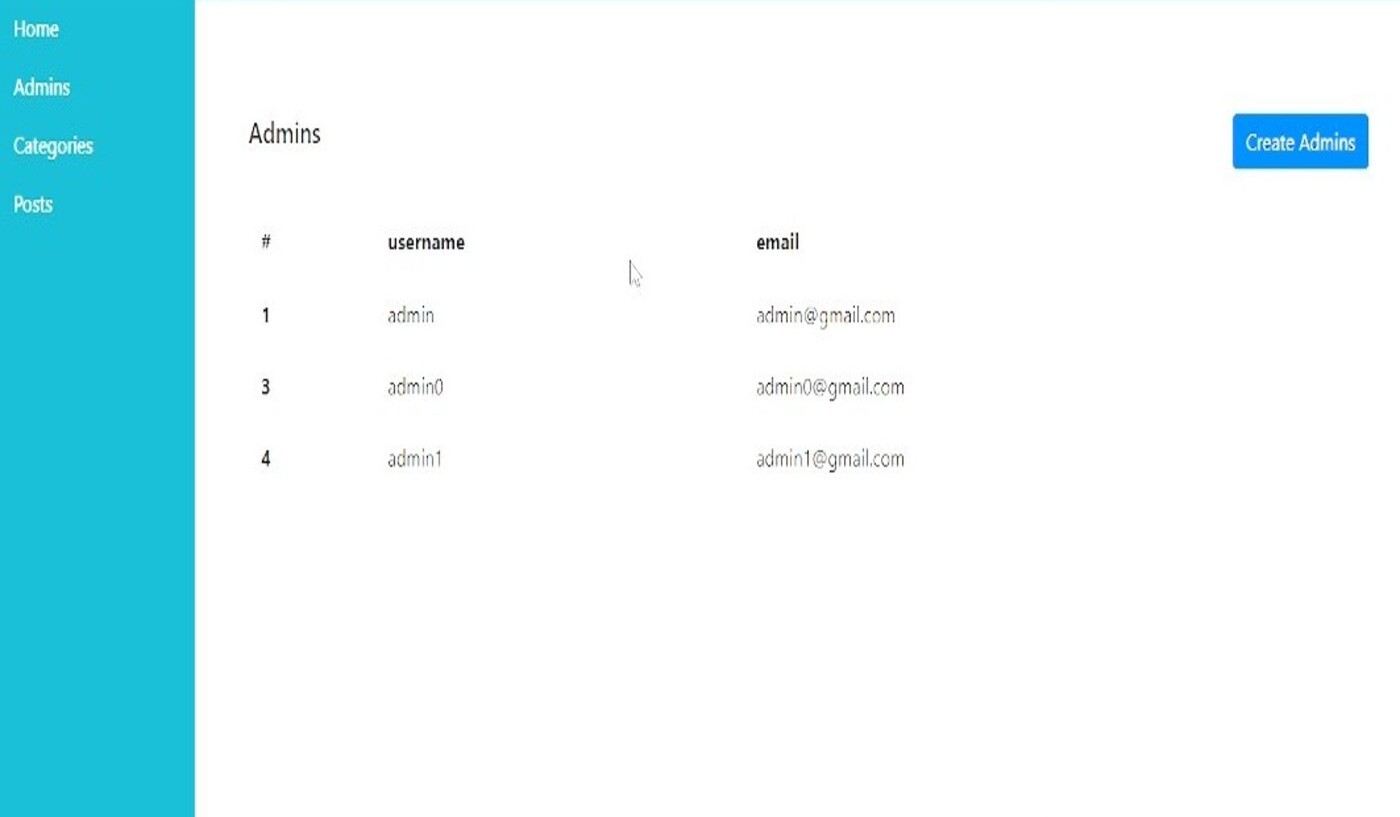 Home
Admins
Categories
Posts
Admins
Create Admins
# username email
1 admin admin@gmail.com
3 admin0 admin0@gmail.com
4 admin1 admin1@gmail.com